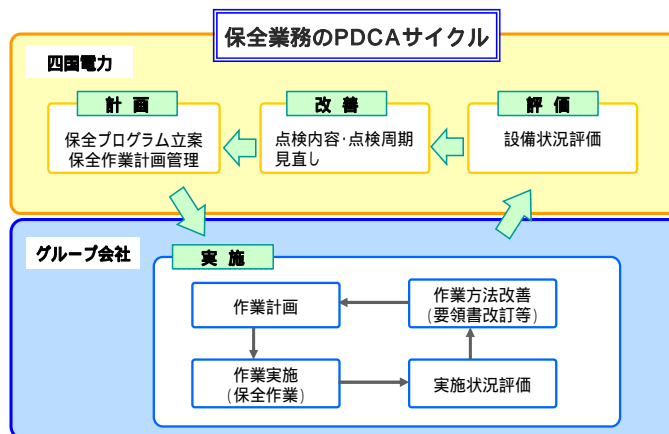 保全業務のPDCAサイクル
四国電力
計 画
保全プログラム立案
保全作業計画管理
改 善
点検内容・点検周期
見直し
評 価
設備状況評価
グループ会社
実 施
作業計画
作業方法改善
(要領書改訂等)
作業実施
(保全作業)
実施状況評価